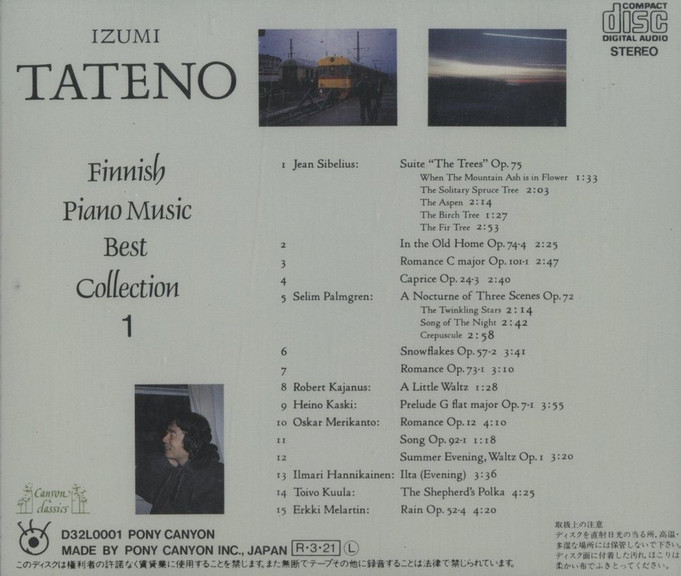 IZUMI
TATENO
Finnish
Piano Music
Best
Collection
1
COMPACT
disc
DIGITAL AUDIO
STEREO
1 Jean Sibelius: Suite "The Trees" Op. 75
When The Mountain Ash is in Flower 1:33
The Solitary Spruce Tree 2:03
The Aspen 2:14
The Birch Tree 1:27
The Fir Tree 2:53
2 In the Old Home Op. 74-4 2:25
3 Romance C major Op. 101-1 2:47
4 Caprice Op. 24-3 2:40
5 Selim Palmgren: A Nocturne of Three Scenes Op. 72
The Twinkling Stars 2:14
Song of The Night 2:42
Crepuscule 2:58
6 Snowflakes Op. 57-2 3:41
7 Romance Op. 73-1 3:10
8 Robert Kajanus: A Little Waltz 1:28
9 Heino Kaski: Prelude G flat major Op. 7-1 3:55
10 Oskar Merikanto: Romance Op. 12 4:10
11 Song Op. 92-1 1:18
12 Summer Evening, Waltz Op. 1 3:20
13 Ilmari Hannikainen: Ilta (Evening) 3:36
14 Toivo Kuula: The Shepherd's Polka 4:25
15 Erkki Melartin: Rain Op. 52-4 4:20
Canyon
classics
D32L0001 PONY CANYON
MADE BY PONY CANYON INC., JAPAN R・3・21 L
このディスクは権利者の許諾なく賃貸業に使用することを�じます。また無断でテープその他に録音することは法律で禁じられています。
取扱上の注意
ディスクを直射日光の当る所、高温・
多湿な場所には保管しないで下さい。
ディスク面に付着した汚れ、ほこりは
柔かい布でふきとってください。